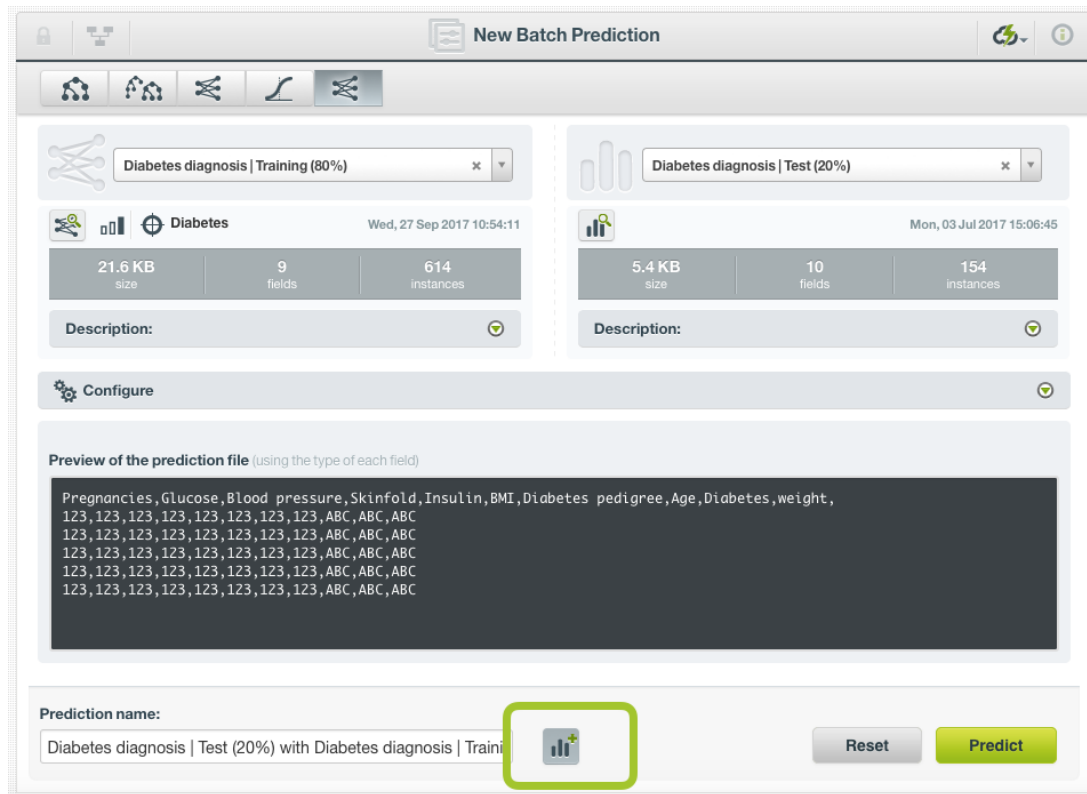 New Batch Prediction
Diabetes diagnosis | Training (80%)
Diabetes diagnosis | Test (20%)
Diabetes
Wed, 27 Sep 2017 10:54:11
Mon, 03 Jul 2017 15:06:45
21.6 KB 9 614
size fields instances
5.4 KB 10 154
size fields instances
Description:
Description:
Configure
Preview of the prediction file (using the type of each field)
Pregnancies,Glucose,Blood pressure,Skinfold,Insulin,BMI,Diabetes pedigree,Age,Diabetes,weight,
123,123,123,123,123,123,123,123,ABC,ABC,ABC
123,123,123,123,123,123,123,123,ABC,ABC,ABC
123,123,123,123,123,123,123,123,ABC,ABC,ABC
123,123,123,123,123,123,123,123,ABC,ABC,ABC
123,123,123,123,123,123,123,123,ABC,ABC,ABC
Prediction name:
Diabetes diagnosis | Test (20%) with Diabetes diagnosis | Traini
Reset
Predict